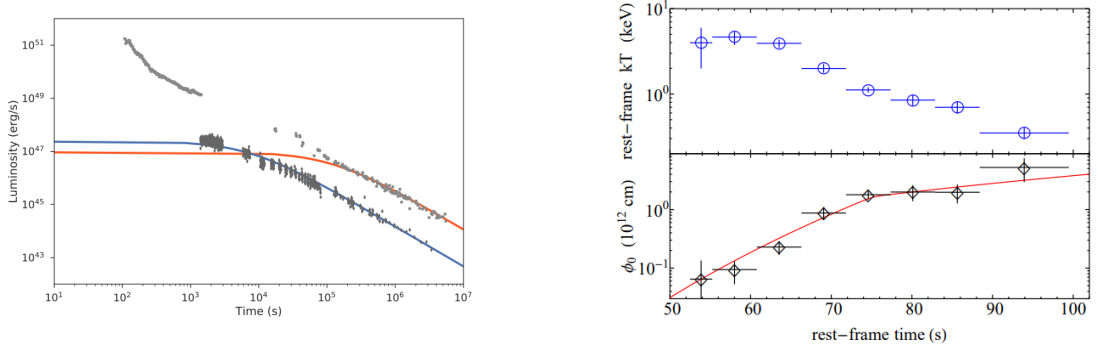 10^51
10^49
10^47
10^45
10^43
Luminosity (erg/s)
10^1 10^2 10^3 10^4 10^5 10^6 10^7
Time (s)
10^1
10^0
rest−frame kT (keV)
10^0
10^−1
ϕ_0 (10^12 cm)
50 60 70 80 90 100
rest−frame time (s)